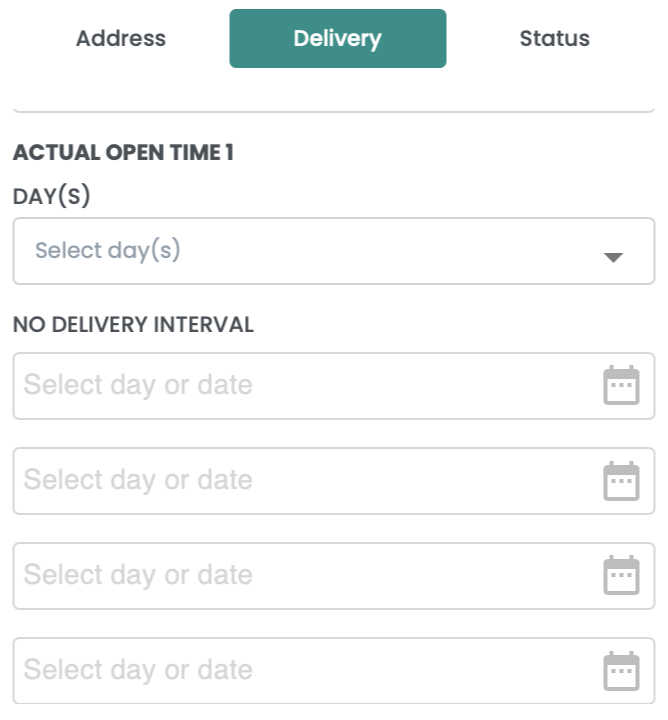 Address Delivery Status
ACTUAL OPEN TIME 1
DAY(S)
Select day(s)
NO DELIVERY INTERVAL
Select day or date
Select day or date
Select day or date
Select day or date